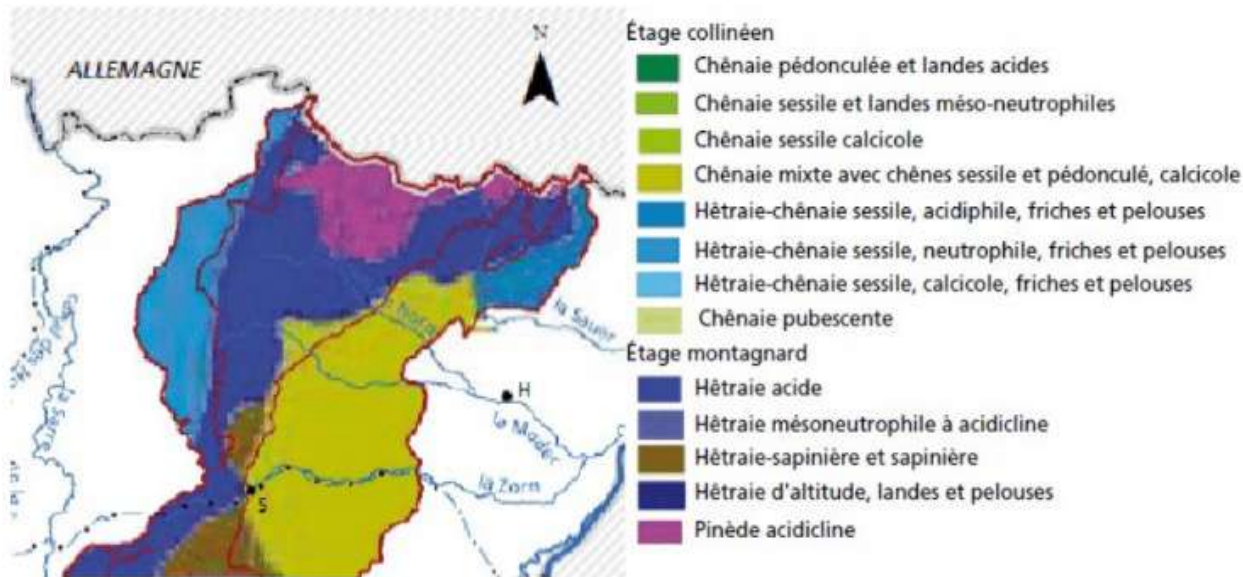 ALLEMAGNE
N
Étage collinéen
Chênaie pédonculée et landes acides
Chênaie sessile et landes méso-neutrophiles
Chênaie sessile calcicole
Chênaie mixte avec chênes sessile et pédonculé, calcicole
Hêtraie-chênaie sessile, acidiphile, friches et pelouses
Hêtraie-chênaie sessile, neutrophile, friches et pelouses
Hêtraie-chênaie sessile, calcicole, friches et pelouses
Chênaie pubescente
Étage montagnard
Hêtraie acide
Hêtraie mésoneutrophile à acidicline
Hêtraie-sapinière et sapinière
Hêtraie d'altitude, landes et pelouses
Pinède acidicline
la Sauer
H
la Moder
la Zorn
S
la Sarre